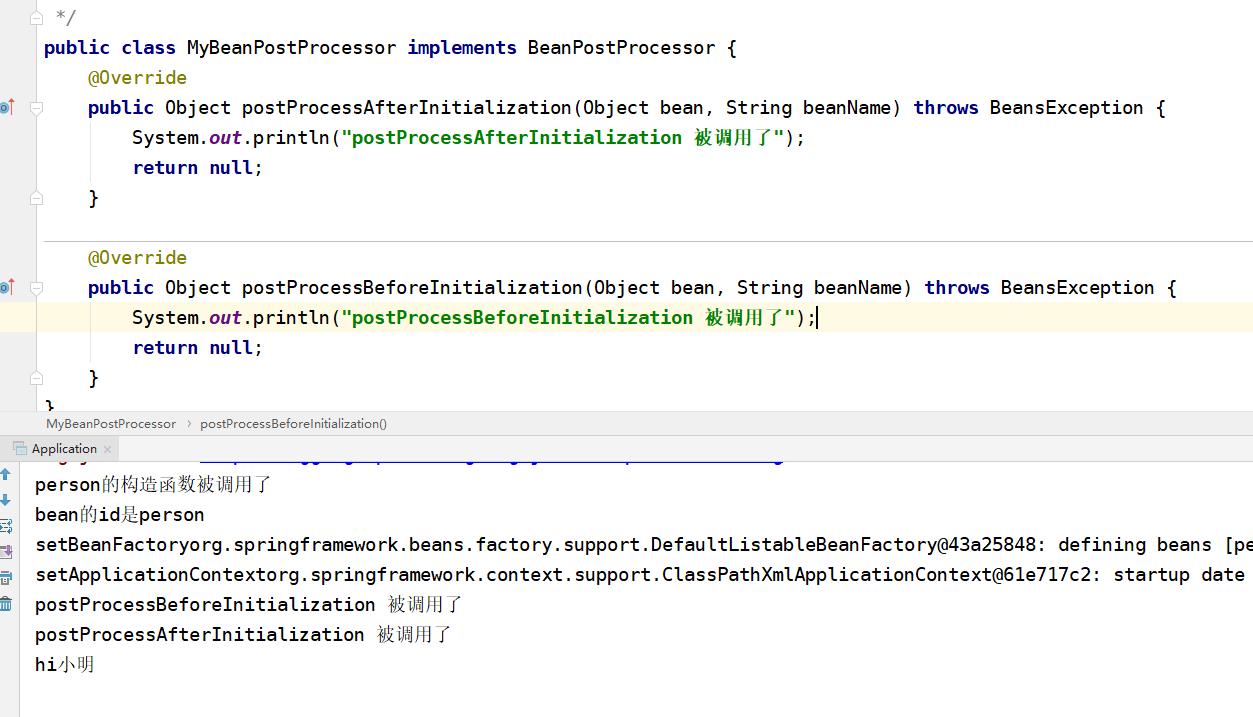 */
public class MyBeanPostProcessor implements BeanPostProcessor {
@Override
public Object postProcessAfterInitialization(Object bean, String beanName) throws BeansException {
System.out.println("postProcessAfterInitialization 被调用了");
return null;
}
@Override
public Object postProcessBeforeInitialization(Object bean, String beanName) throws BeansException {
System.out.println("postProcessBeforeInitialization 被调用了");
return null;
}
}
MyBeanPostProcessor › postProcessBeforeInitialization()
Application ×
person的构造函数被调用了
bean的id是person
setBeanFactoryorg.springframework.beans.factory.support.DefaultListableBeanFactory@43a25848: defining beans [pe
setApplicationContextorg.springframework.context.support.ClassPathXmlApplicationContext@61e717c2: startup date
postProcessBeforeInitialization 被调用了
postProcessAfterInitialization 被调用了
hi小明